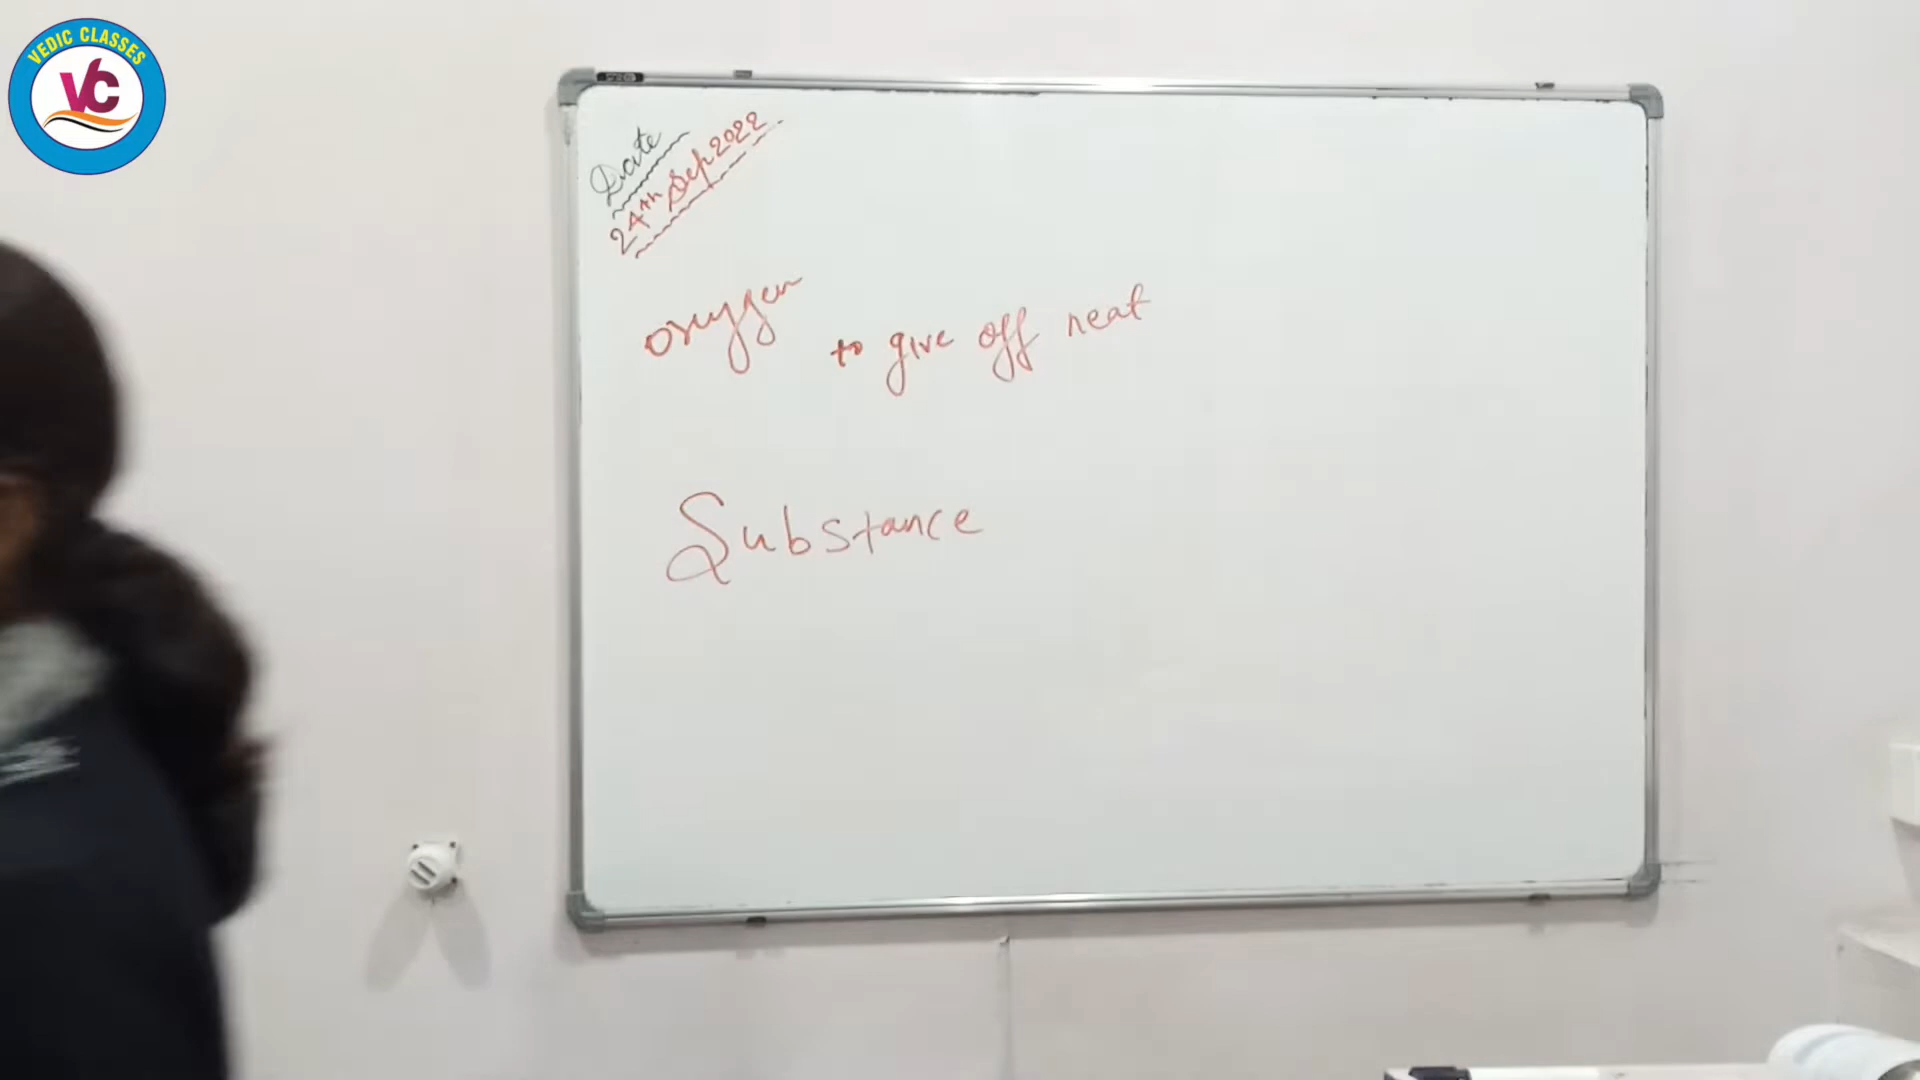 VEDIC CLASSES
VC
Date
24th Sep 2022
oxygen
to give off heat
Substance